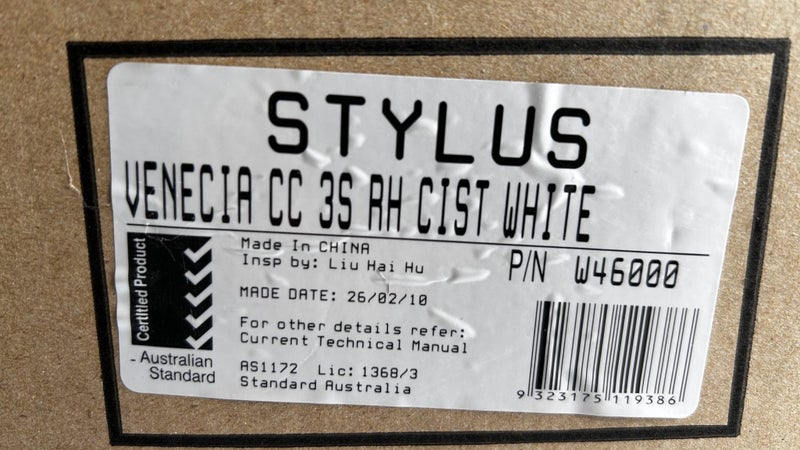 STYLUS
VENECIA CC 3S RH CIST WHITE
Made In CHINA
Insp by: Liu Hai Hu
P/N W46000
MADE DATE: 26/02/10
For other details refer:
Current Technical Manual
AS1172 Lic: 1368/3
Standard Australia
Certified Product
Australian
Standard
9 323175 119386